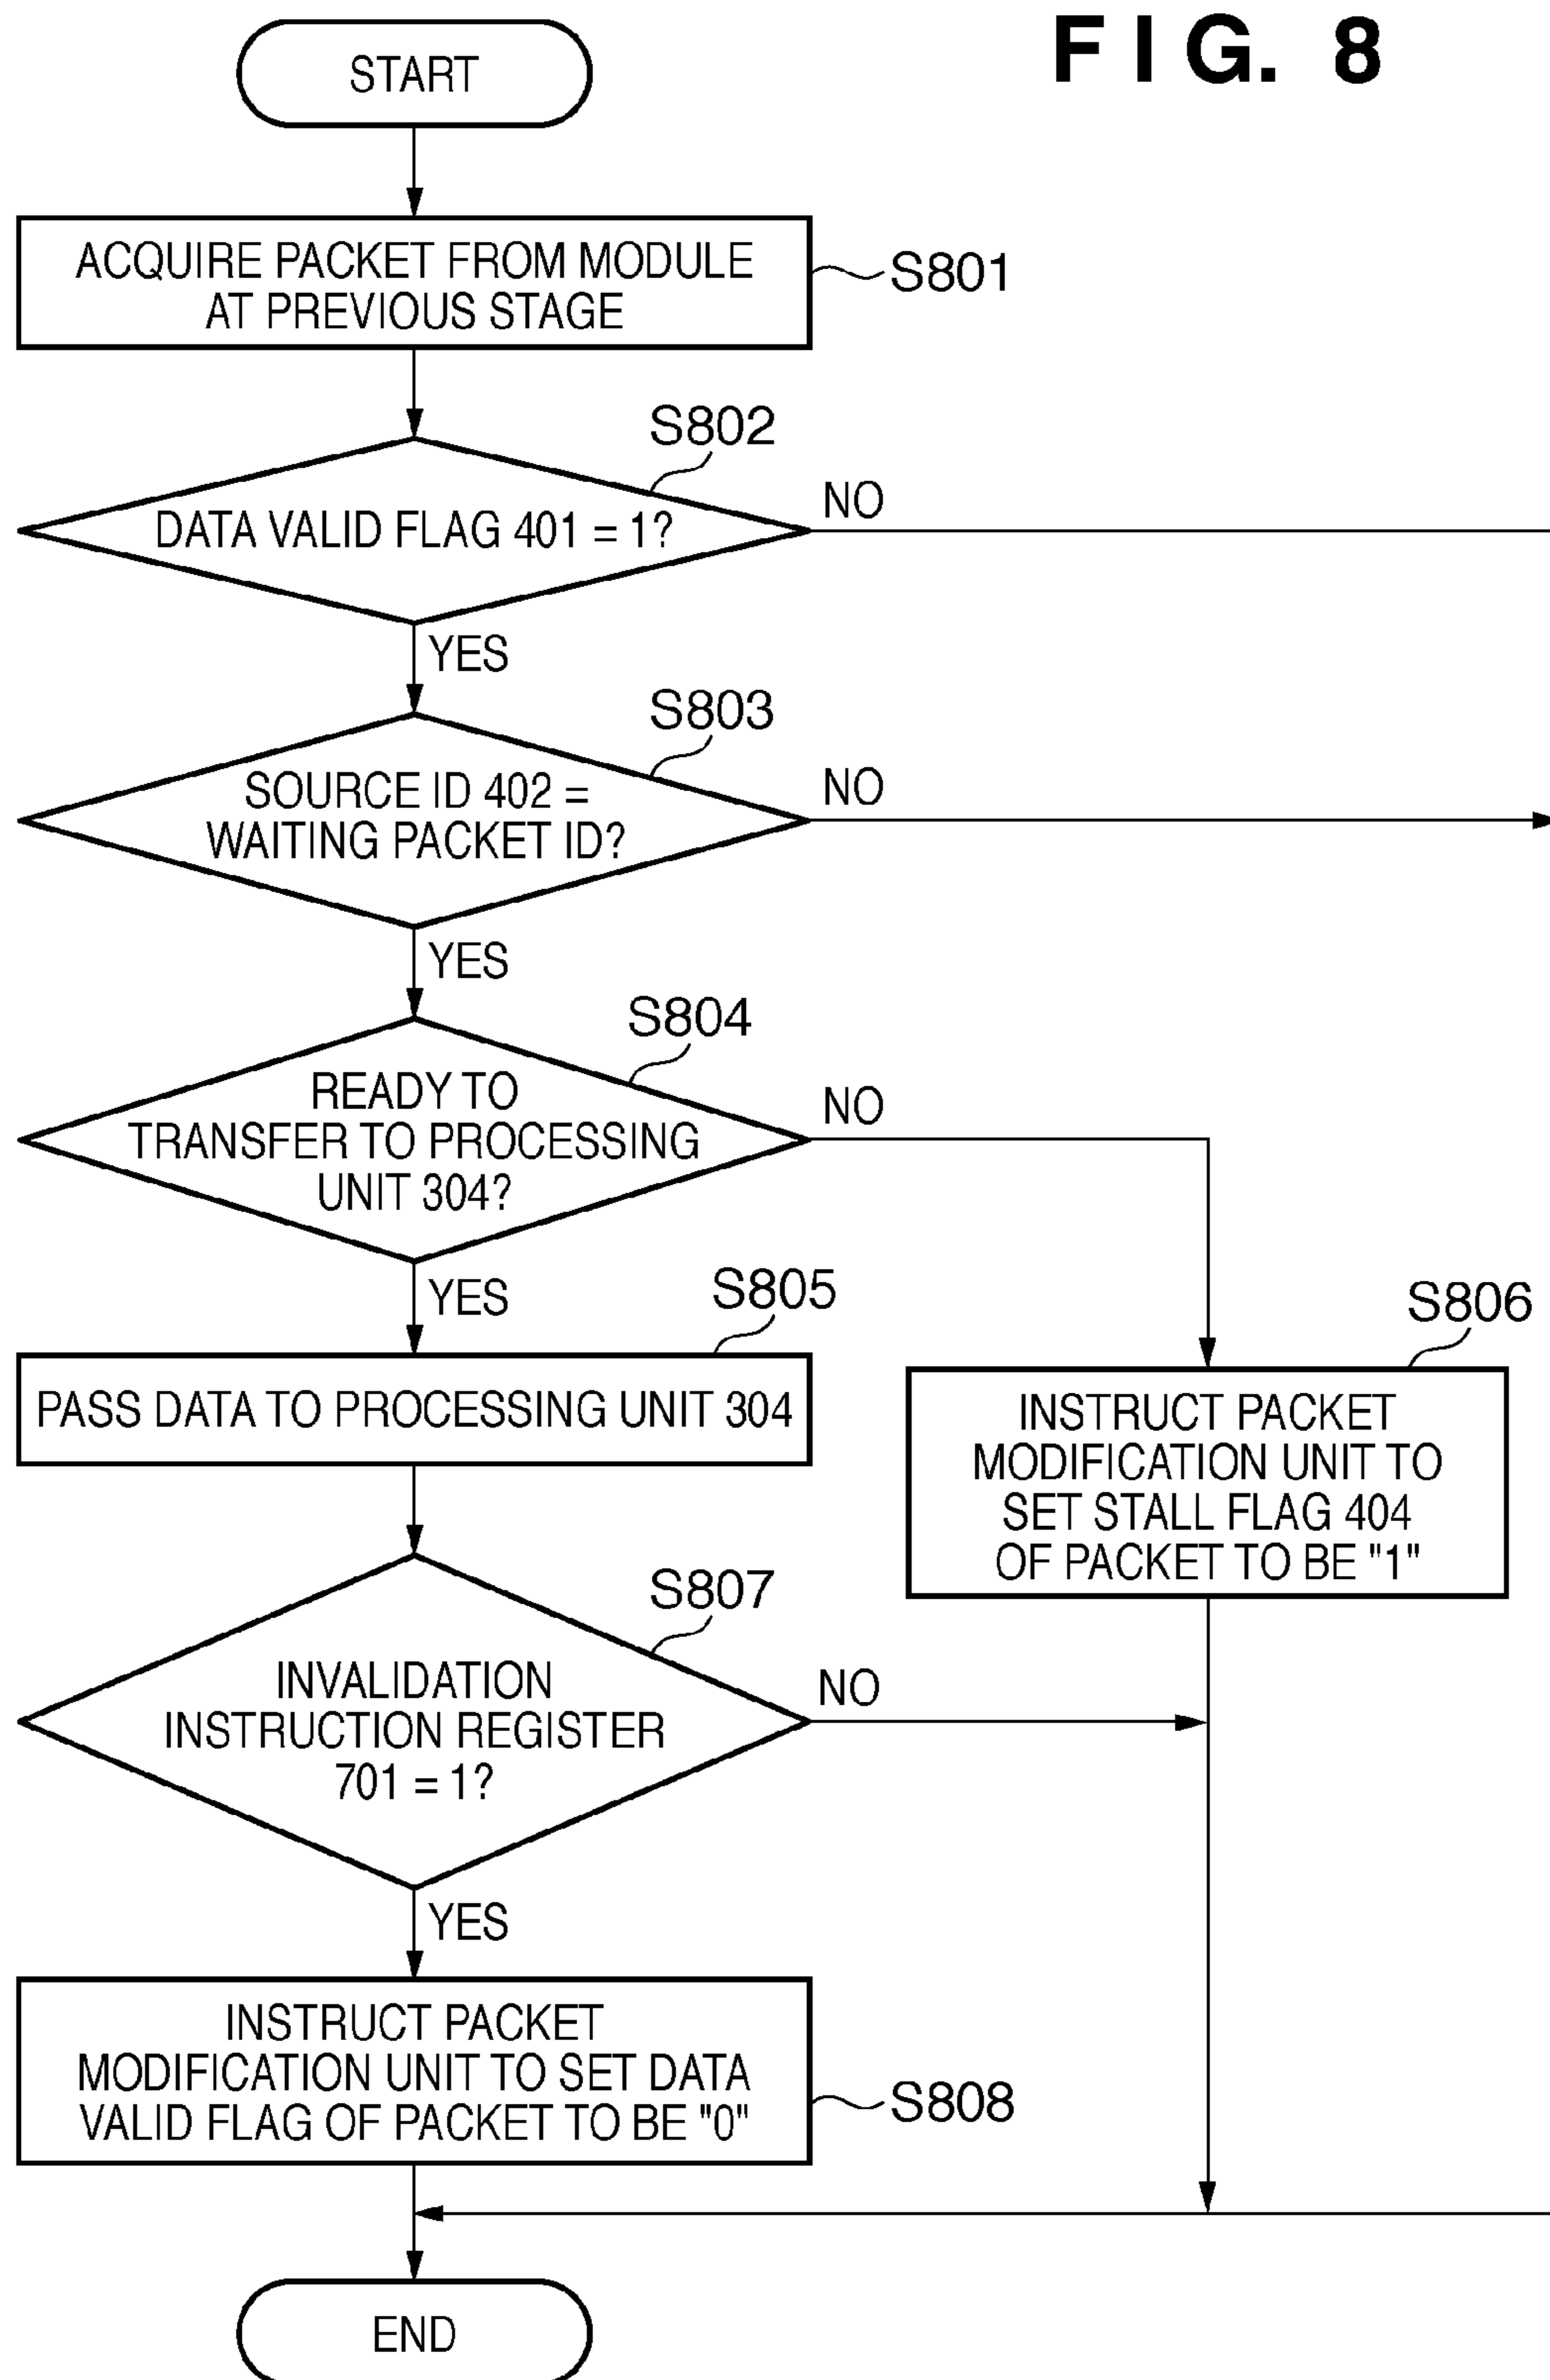 FIG. 8
START
ACQUIRE PACKET FROM MODULE
AT PREVIOUS STAGE
S801
S802
DATA VALID FLAG 401 = 1?
NO
YES
S803
SOURCE ID 402 =
WAITING PACKET ID?
NO
YES
S804
READY TO
TRANSFER TO PROCESSING
UNIT 304?
NO
YES
S805
PASS DATA TO PROCESSING UNIT 304
S806
INSTRUCT PACKET
MODIFICATION UNIT TO
SET STALL FLAG 404
OF PACKET TO BE "1"
S807
INVALIDATION
INSTRUCTION REGISTER
701 = 1?
NO
YES
INSTRUCT PACKET
MODIFICATION UNIT TO SET DATA
VALID FLAG OF PACKET TO BE "0"
S808
END